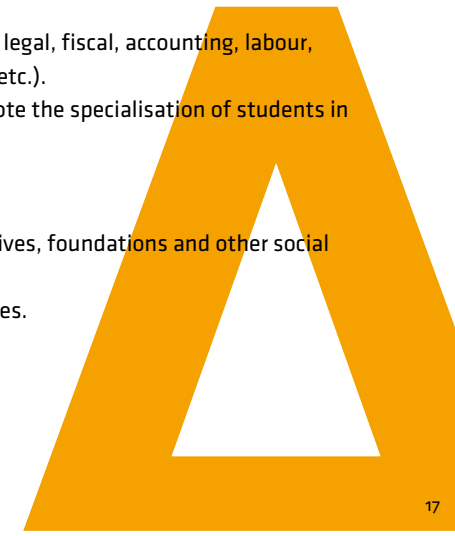 legal, fiscal, accounting, labour,
etc.).
ote the specialisation of students in
ives, foundations and other social
es.
17